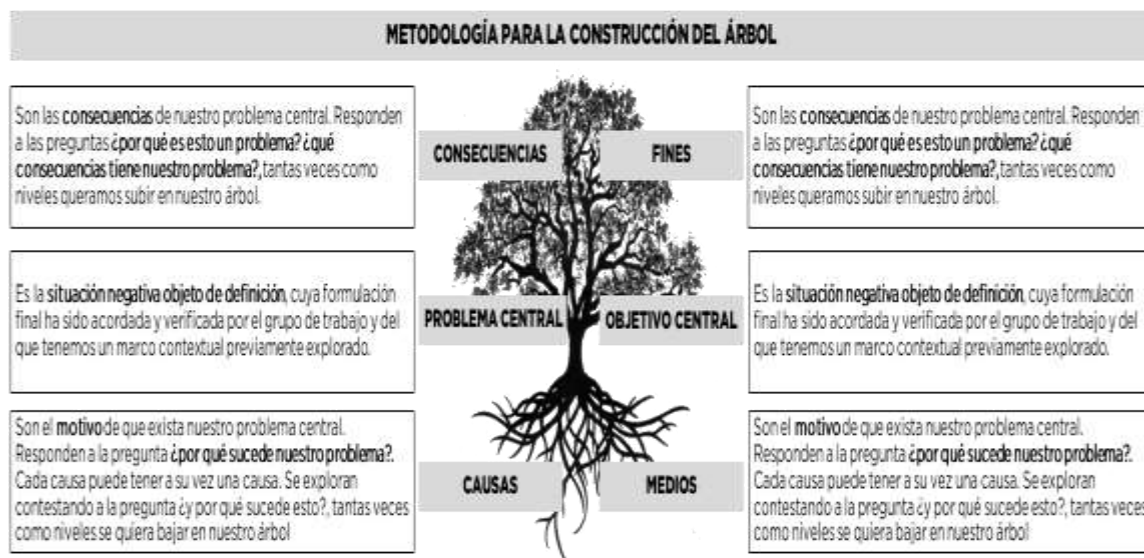 METODOLOGÍA PARA LA CONSTRUCCIÓN DEL ÁRBOL
Son las consecuencias de nuestro problema central. Responden
a las preguntas ¿por qué es esto un problema? ¿qué
consecuencias tiene nuestro problema?, tantas veces como
niveles queramos subir en nuestro árbol.
CONSECUENCIAS
FINES
Son las consecuencias de nuestro problema central. Responden
a las preguntas ¿por qué es esto un problema? ¿qué
consecuencias tiene nuestro problema?, tantas veces como
niveles queramos subir en nuestro árbol.
Es la situación negativa objeto de definición, cuya formulación
final ha sido acordada y verificada por el grupo de trabajo y del
que tenemos un marco contextual previamente explorado.
PROBLEMA CENTRAL
OBJETIVO CENTRAL
Es la situación negativa objeto de definición, cuya formulación
final ha sido acordada y verificada por el grupo de trabajo y del
que tenemos un marco contextual previamente explorado.
Son el motivo de que exista nuestro problema central.
Responden a la pregunta ¿por qué sucede nuestro problema?.
Cada causa puede tener a su vez una causa. Se exploran
contestando a la pregunta ¿y por qué sucede esto?, tantas veces
como niveles se quiera bajar en nuestro árbol
CAUSAS
MEDIOS
Son el motivo de que exista nuestro problema central.
Responden a la pregunta ¿por qué sucede nuestro problema?.
Cada causa puede tener a su vez una causa. Se exploran
contestando a la pregunta ¿y por qué sucede esto?, tantas veces
como niveles se quiera bajar en nuestro árbol